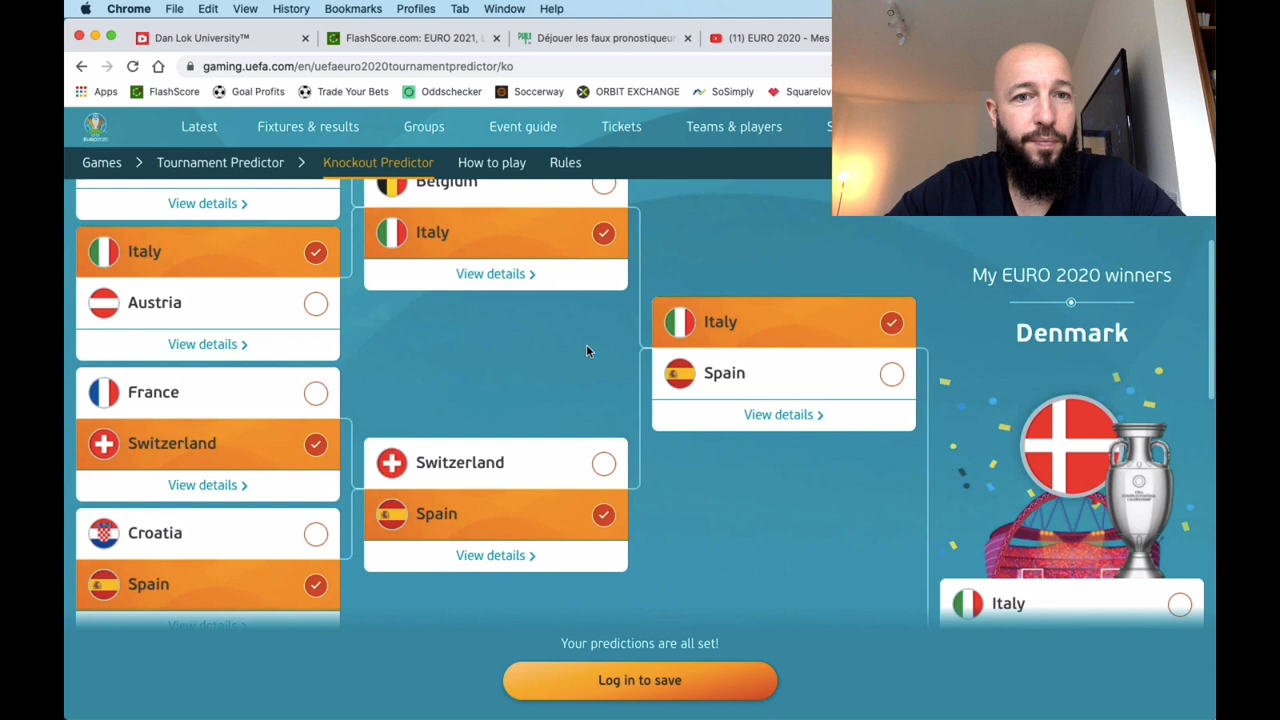 Chrome File Edit View History Bookmarks Profiles Tab Window Help
Dan Lok University™ FlashScore.com: EURO 2021, Déjouer les faux pronostiqueur (11) EURO 2020 - Mes
gaming.uefa.com/en/uefaeuro2020tournamentpredictor/ko
Apps FlashScore Goal Profits Trade Your Bets Oddschecker Soccerway ORBIT EXCHANGE SoSimply Squarelov
EURO2020 Latest Fixtures & results Groups Event guide Tickets Teams & players S
Games > Tournament Predictor > Knockout Predictor How to play Rules
Belgium
View details >
Italy
Italy
View details >
My EURO 2020 winners
Austria
Italy
Denmark
View details >
Spain
France
View details >
Switzerland
Switzerland
View details >
Spain
Croatia
View details >
Spain
Italy
View details >
Your predictions are all set!
Log in to save